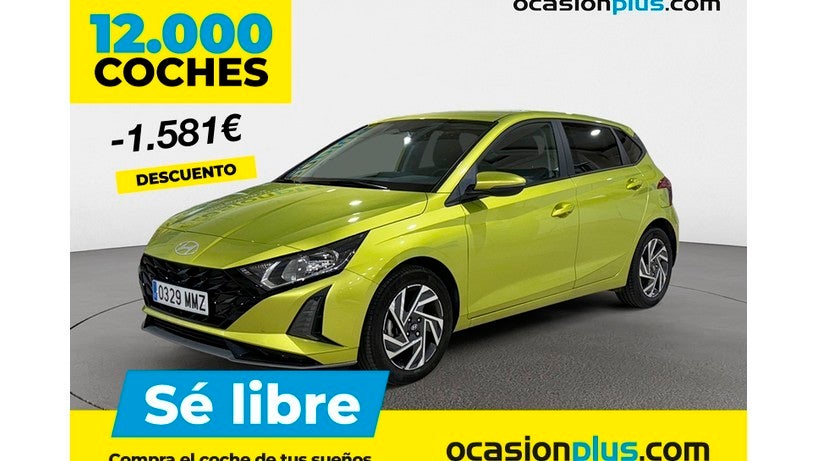 ocasionplus.com
12.000
COCHES
-1.581€
DESCUENTO
0329 MMZ
Sé libre
Compra el coche de tus sueños
ocasionplus.com